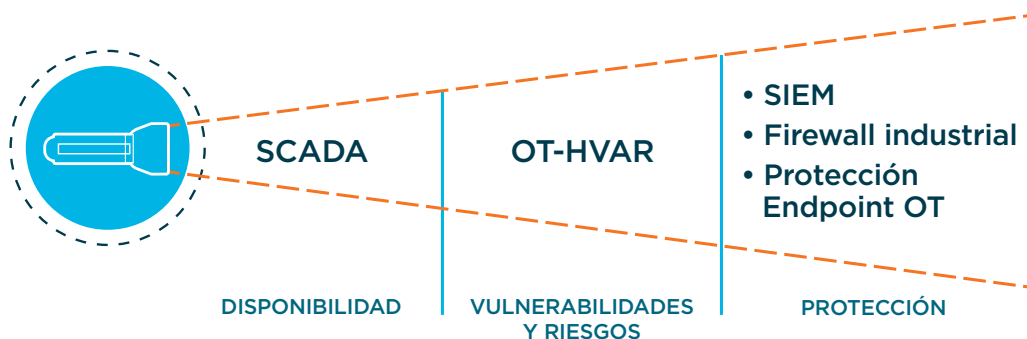 SCADA
OT-HVAR
• SIEM
• Firewall industrial
• Protección
Endpoint OT
DISPONIBILIDAD
VULNERABILIDADES
Y RIESGOS
PROTECCIÓN